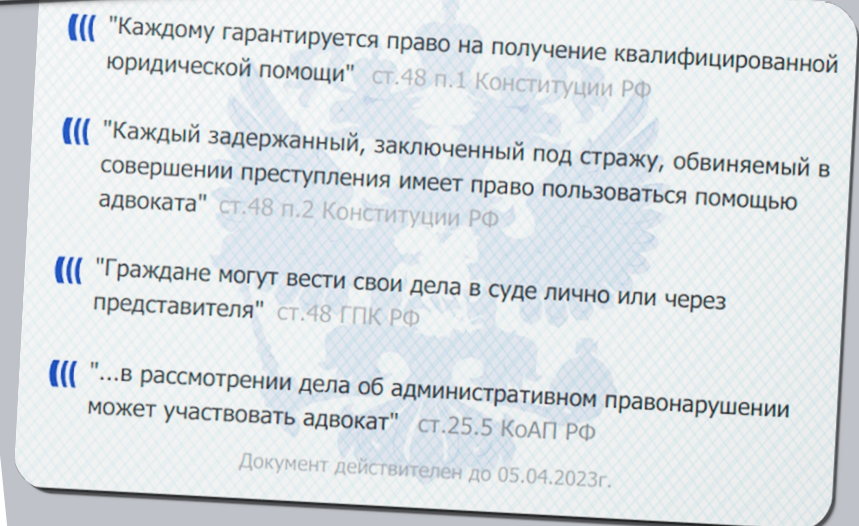 "Каждому гарантируется право на получение квалифицированной
юридической помощи" ст.48 п.1 Конституции РФ
"Каждый задержанный, заключенный под стражу, обвиняемый в
совершении преступления имеет право пользоваться помощью
адвоката" ст.48 п.2 Конституции РФ
"Граждане могут вести свои дела в суде лично или через
представителя" ст.48 ГПК РФ
"...в рассмотрении дела об административном правонарушении
может участвовать адвокат" ст.25.5 КоАП РФ
Документ действителен до 05.04.2023г.